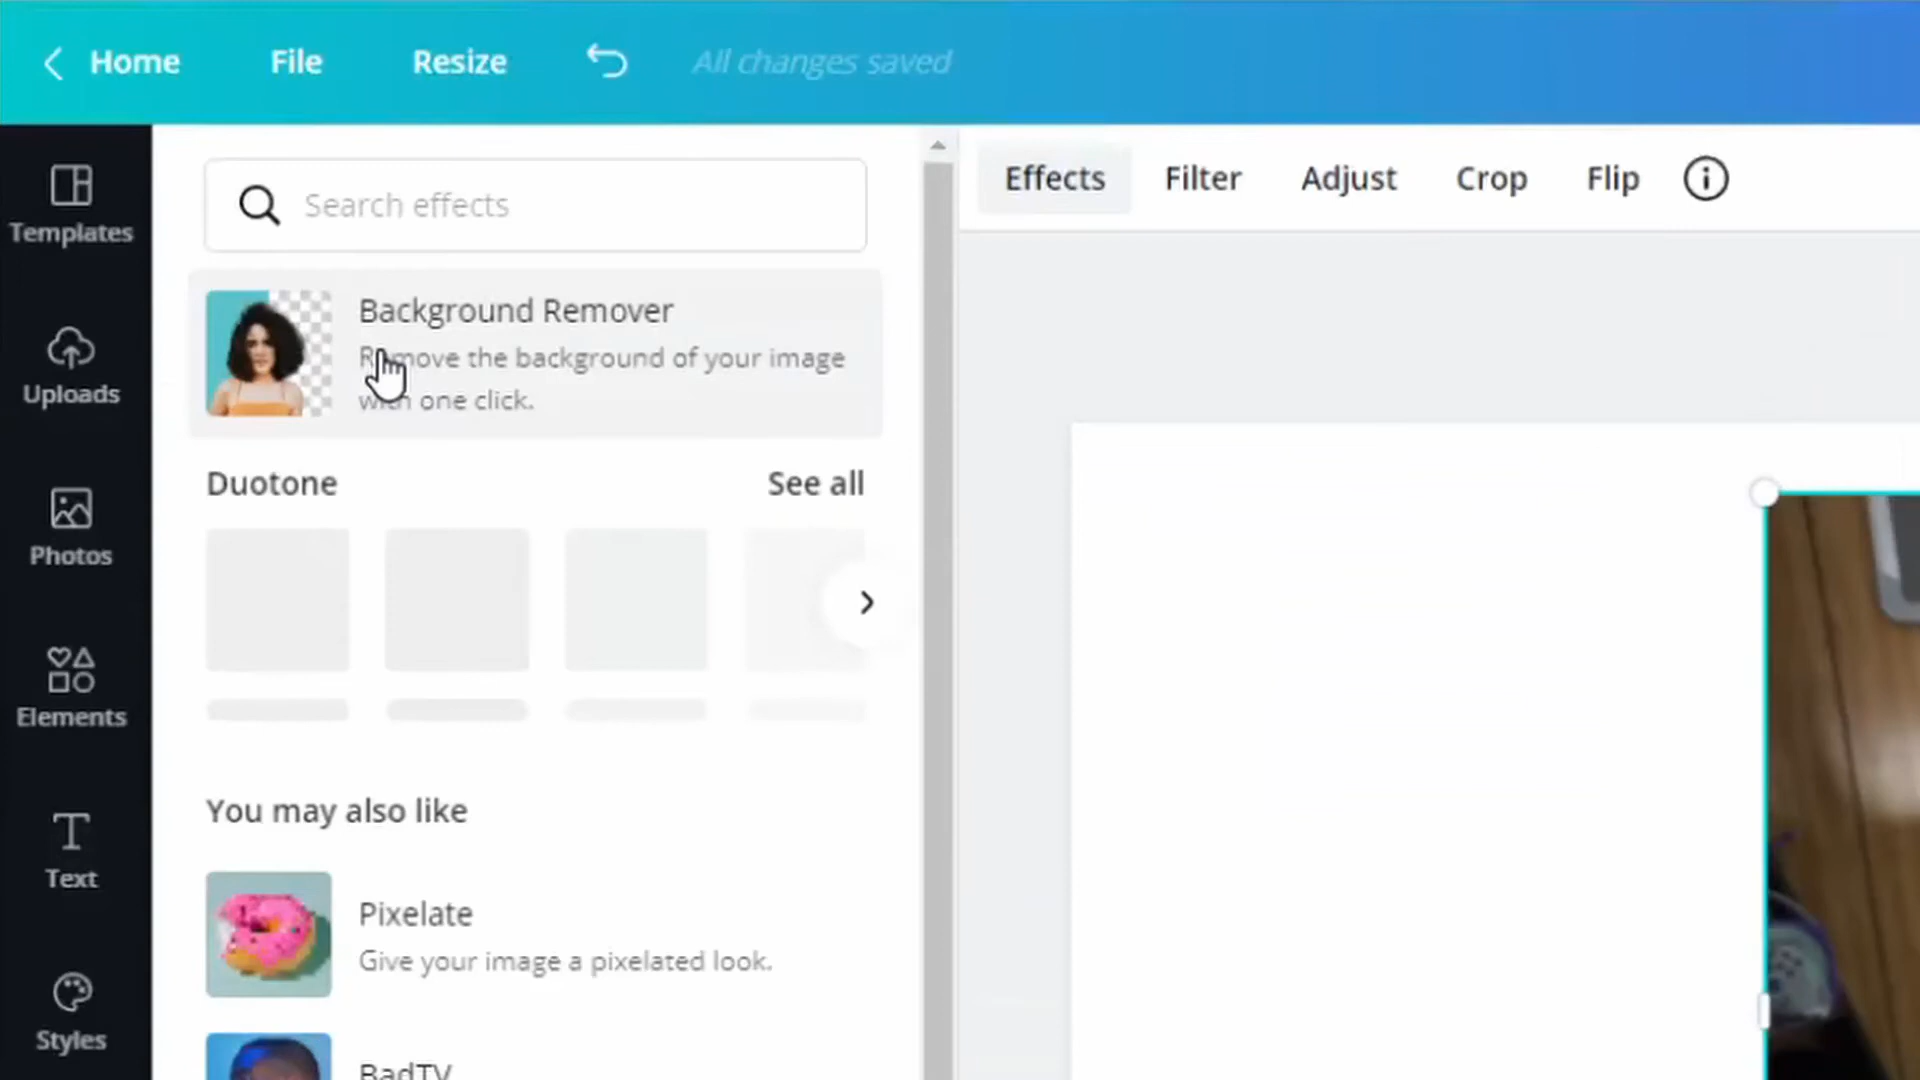 Home File Resize All changes saved
Templates
Uploads
Photos
Elements
Text
Styles
Search effects
Background Remover
Remove the background of your image
with one click.
Duotone See all
You may also like
Pixelate
Give your image a pixelated look.
BadTV
Effects Filter Adjust Crop Flip